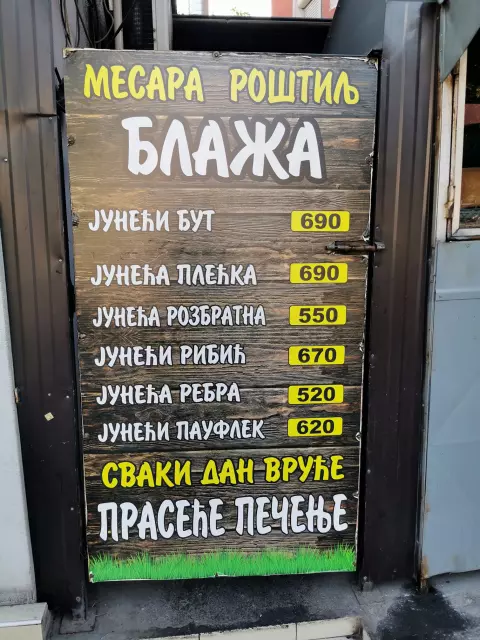 МЕСАРА РОШТИЉ
БЛАЖА
ЈУНЕЋИ БУТ 690
ЈУНЕЋА ПЛЕЋКА 690
ЈУНЕЋА РОЗБРАТНА 550
ЈУНЕЋИ РИБИЋ 670
ЈУНЕЋА РЕБРА 520
ЈУНЕЋИ ПАУФЛЕК 620
СВАКИ ДАН ВРУЋЕ
ПРАСЕЋЕ ПЕЧЕЊЕ